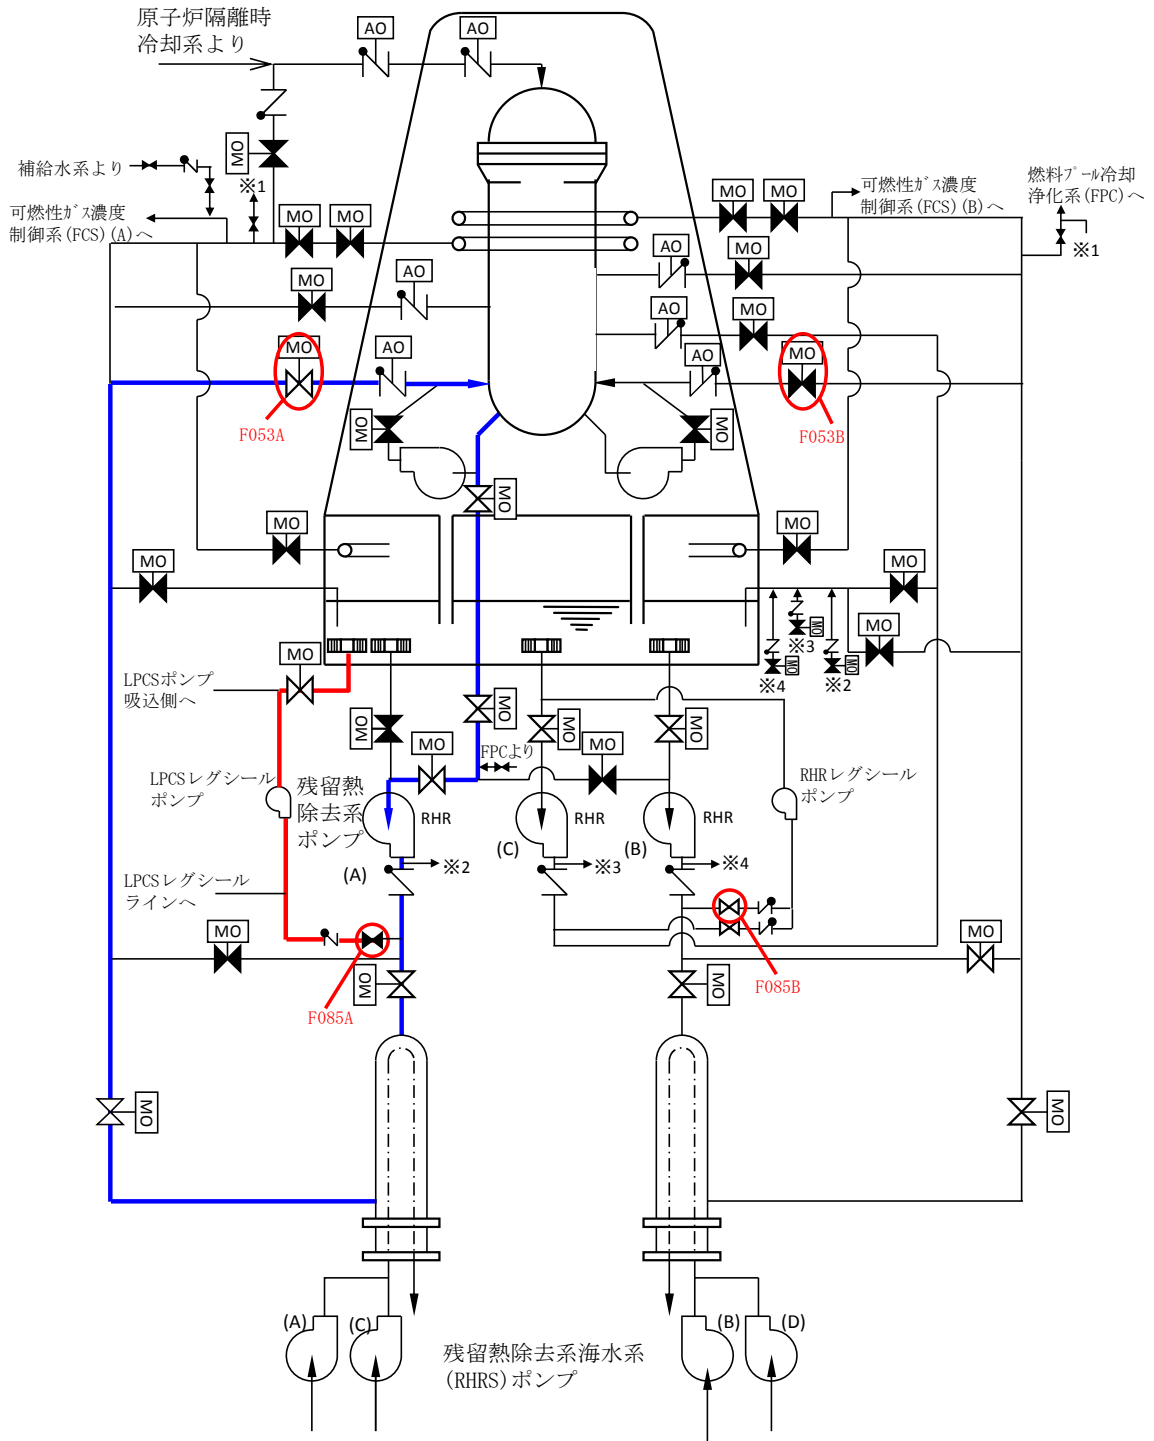 原子炉隔離時
冷却系より
AO
AO
MO
補給水系より
※1
可燃性ｶﾞｽ濃度
制御系(FCS)(A)へ
MO
MO
MO
MO
可燃性ｶﾞｽ濃度
制御系(FCS)(B)へ
燃料ﾌﾟｰﾙ冷却
浄化系(FPC)へ
※1
AO
MO
MO
AO
AO
MO
MO
AO
AO
MO
F053A
F053B
MO
MO
MO
MO
MO
MO
MO
MO
MO
MO
MO
※3
※4
※2
MO
LPCSポンプ
吸込側へ
MO
MO
MO
MO
MO
FPCより
MO
LPCSレグシール
ポンプ
残留熱
除去系
ポンプ
RHR
RHR
RHR
RHRレグシール
ポンプ
(A)
(C)
(B)
※2
※3
※4
LPCSレグシール
ラインへ
MO
MO
MO
MO
F085A
F085B
MO
MO
(A)
(C)
(B)
(D)
残留熱除去系海水系
(RHRS)ポンプ